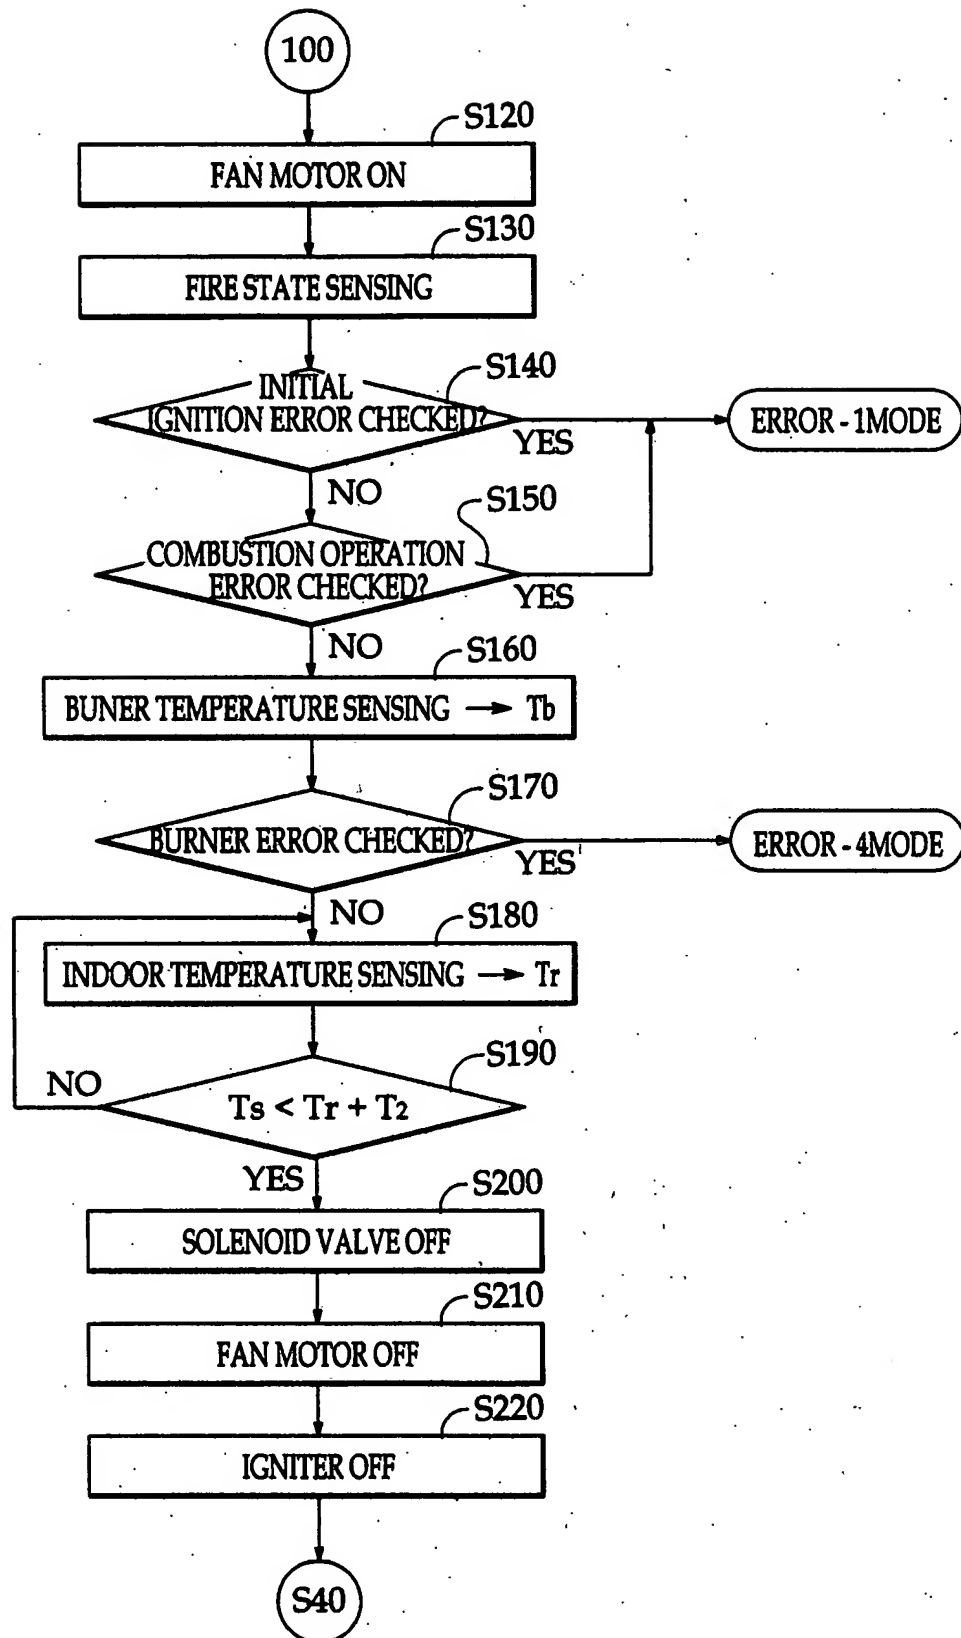 100
S120
FAN MOTOR ON
S130
FIRE STATE SENSING
S140
INITIAL
IGNITION ERROR CHECKED?
ERROR - 1MODE
YES
NO
S150
COMBUSTION OPERATION
ERROR CHECKED?
YES
NO
S160
BUNER TEMPERATURE SENSING → Tb
S170
BURNER ERROR CHECKED?
ERROR - 4MODE
YES
NO
S180
INDOOR TEMPERATURE SENSING → Tr
S190
NO
Ts < Tr + T2
YES
S200
SOLENOID VALVE OFF
S210
FAN MOTOR OFF
S220
IGNITER OFF
S40